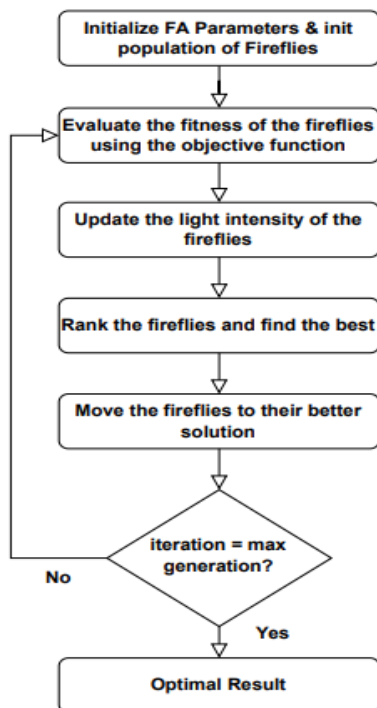 Initialize FA Parameters & init
population of Fireflies
Evaluate the fitness of the fireflies
using the objective function
Update the light intensity of the
fireflies
Rank the fireflies and find the best
Move the fireflies to their better
solution
iteration = max
generation?
No
Yes
Optimal Result